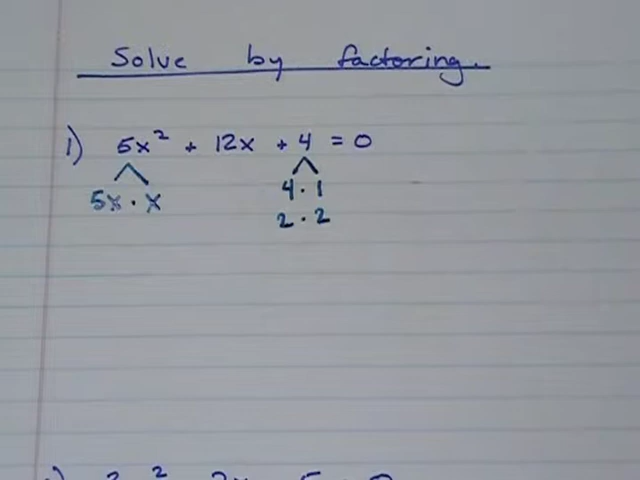 Solve by factoring.
1) 5x² + 12x + 4 = 0
5x · x 4 · 1
2 · 2